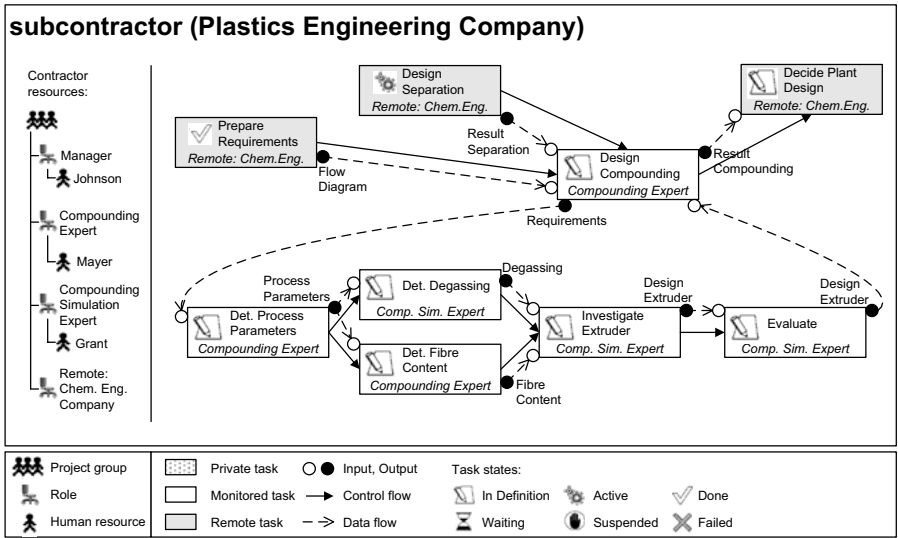 subcontractor (Plastics Engineering Company)
Contractor
resources:
Manager
Johnson
Compounding
Expert
Mayer
Compounding
Simulation
Expert
Grant
Remote:
Chem. Eng.
Company
Prepare
Requirements
Remote: Chem.Eng.
Flow
Diagram
Design
Separation
Remote: Chem.Eng.
Result
Separation
Design
Compounding
Compounding Expert
Requirements
Result
Compounding
Decide Plant
Design
Remote: Chem.Eng.
Det. Process
Parameters
Compounding Expert
Process
Parameters
Det. Degassing
Comp. Sim. Expert
Degassing
Det. Fibre
Content
Compounding Expert
Fibre
Content
Investigate
Extruder
Comp. Sim. Expert
Design
Extruder
Evaluate
Comp. Sim. Expert
Design
Extruder
Project group
Role
Human resource
Private task
Monitored task
Remote task
Input, Output
Control flow
Data flow
Task states:
In Definition
Active
Done
Waiting
Suspended
Failed